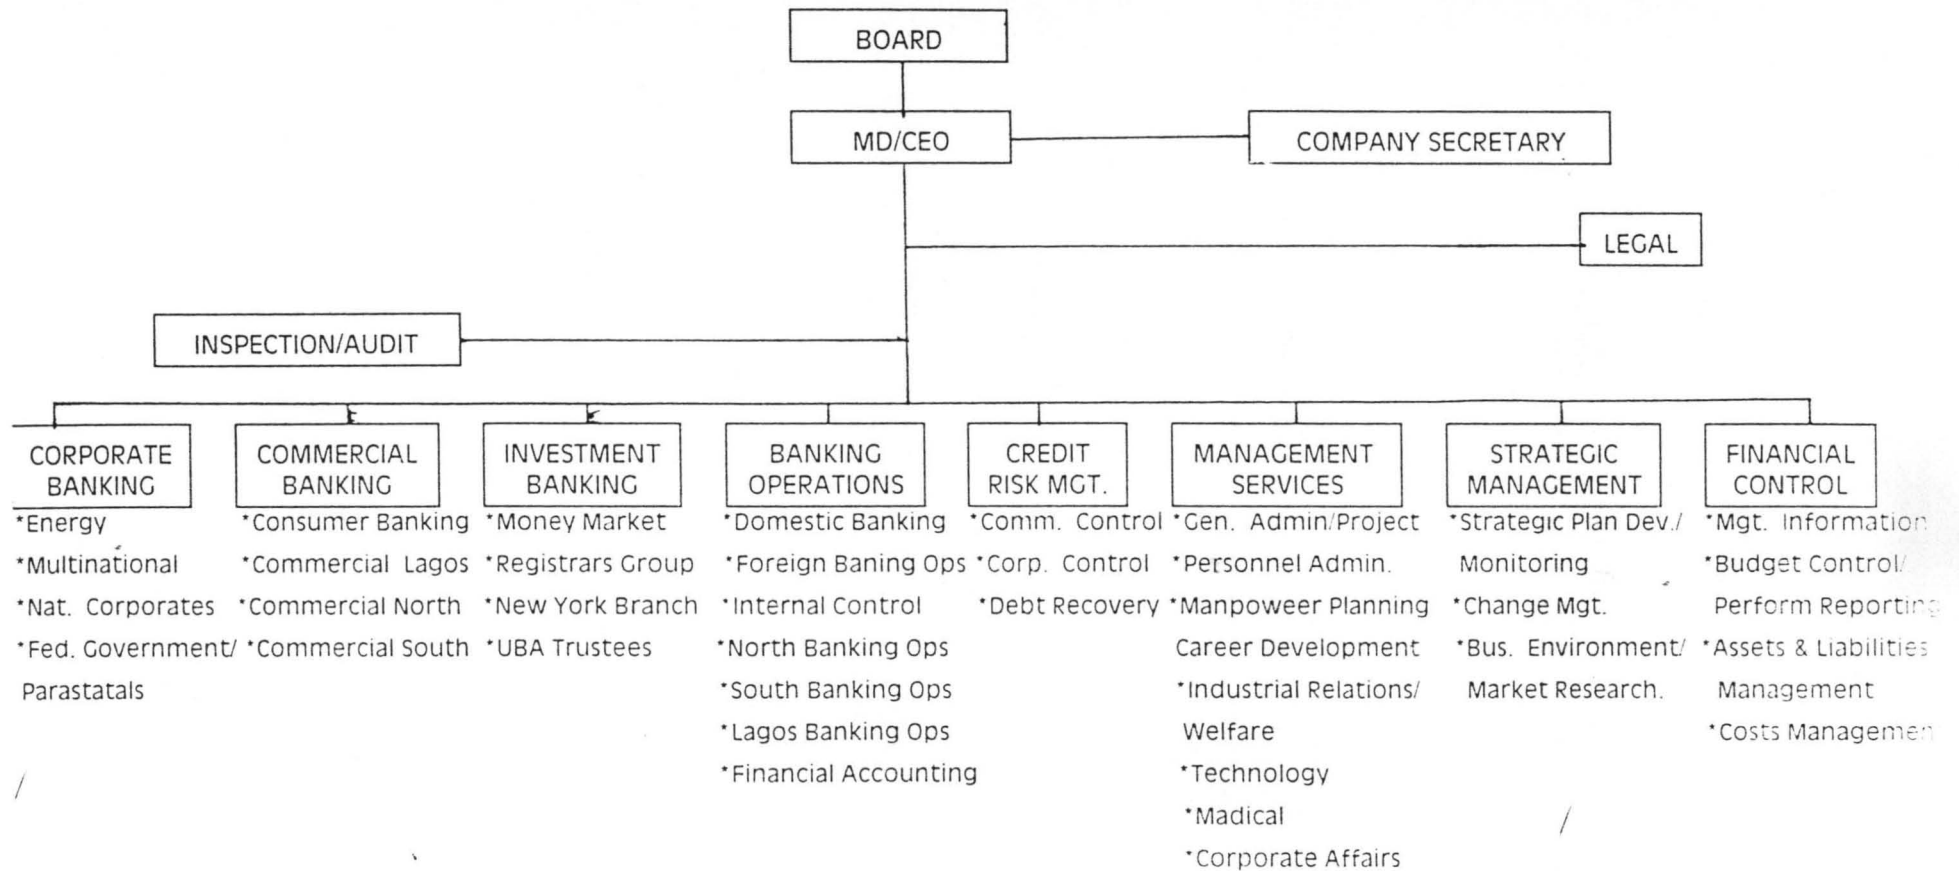 BOARD
MD/CEO
COMPANY SECRETARY
LEGAL
INSPECTION/AUDIT
CORPORATE
BANKING
*Energy
*Multinational
*Nat. Corporates
*Fed. Government/
Parastatals
COMMERCIAL
BANKING
*Consumer Banking
*Commercial Lagos
*Commercial North
*Commercial South
INVESTMENT
BANKING
*Money Market
*Registrars Group
*New York Branch
*UBA Trustees
BANKING
OPERATIONS
*Domestic Banking
*Foreign Baning Ops
*Internal Control
*North Banking Ops
*South Banking Ops
*Lagos Banking Ops
*Financial Accounting
CREDIT
RISK MGT.
*Comm. Control
*Corp. Control
*Debt Recovery
MANAGEMENT
SERVICES
*Gen. Admin/Project
*Personnel Admin.
*Manpoweer Planning
Career Development
*Industrial Relations/
Welfare
*Technology
*Madical
*Corporate Affairs
STRATEGIC
MANAGEMENT
*Strategic Plan Dev./
Monitoring
*Change Mgt.
*Bus. Environment/
Market Research.
FINANCIAL
CONTROL
*Mgt. Information
*Budget Control/
Perform Reporting
*Assets & Liabilities
Management
*Costs Managemen